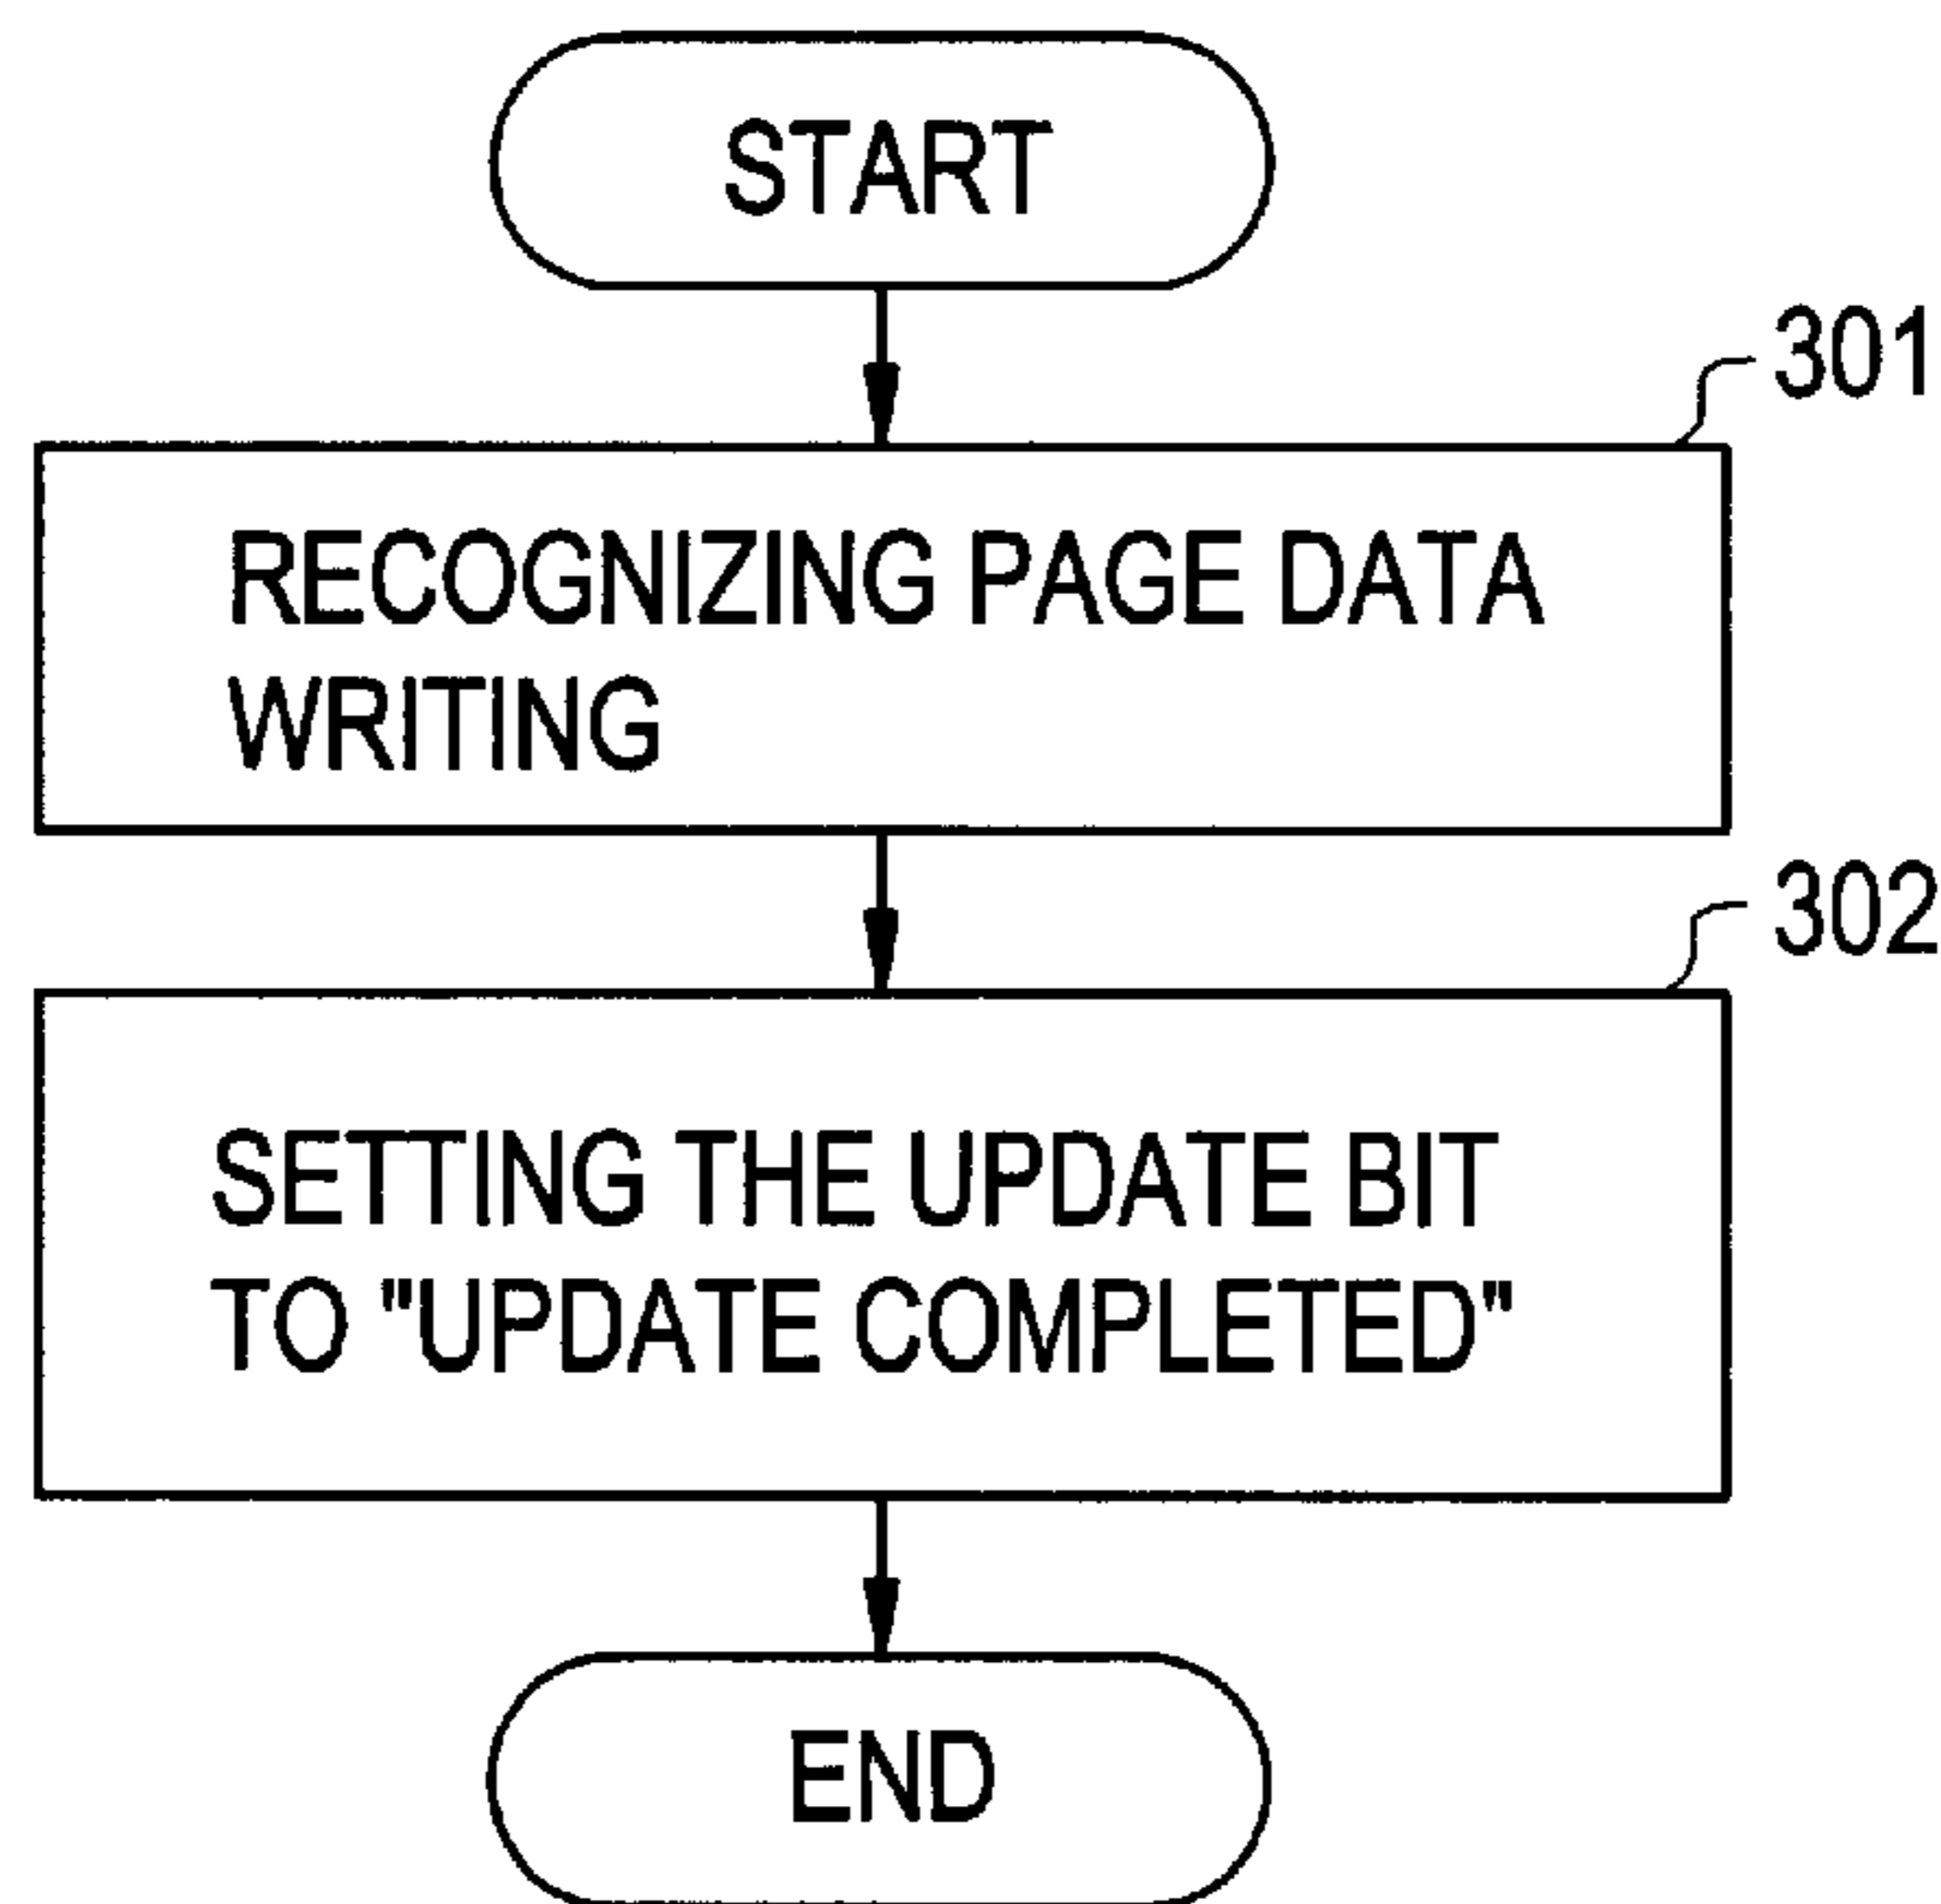 START
301
RECOGNIZING PAGE DATA
WRITING
302
SETTING THE UPDATE BIT
TO "UPDATE COMPLETED"
END